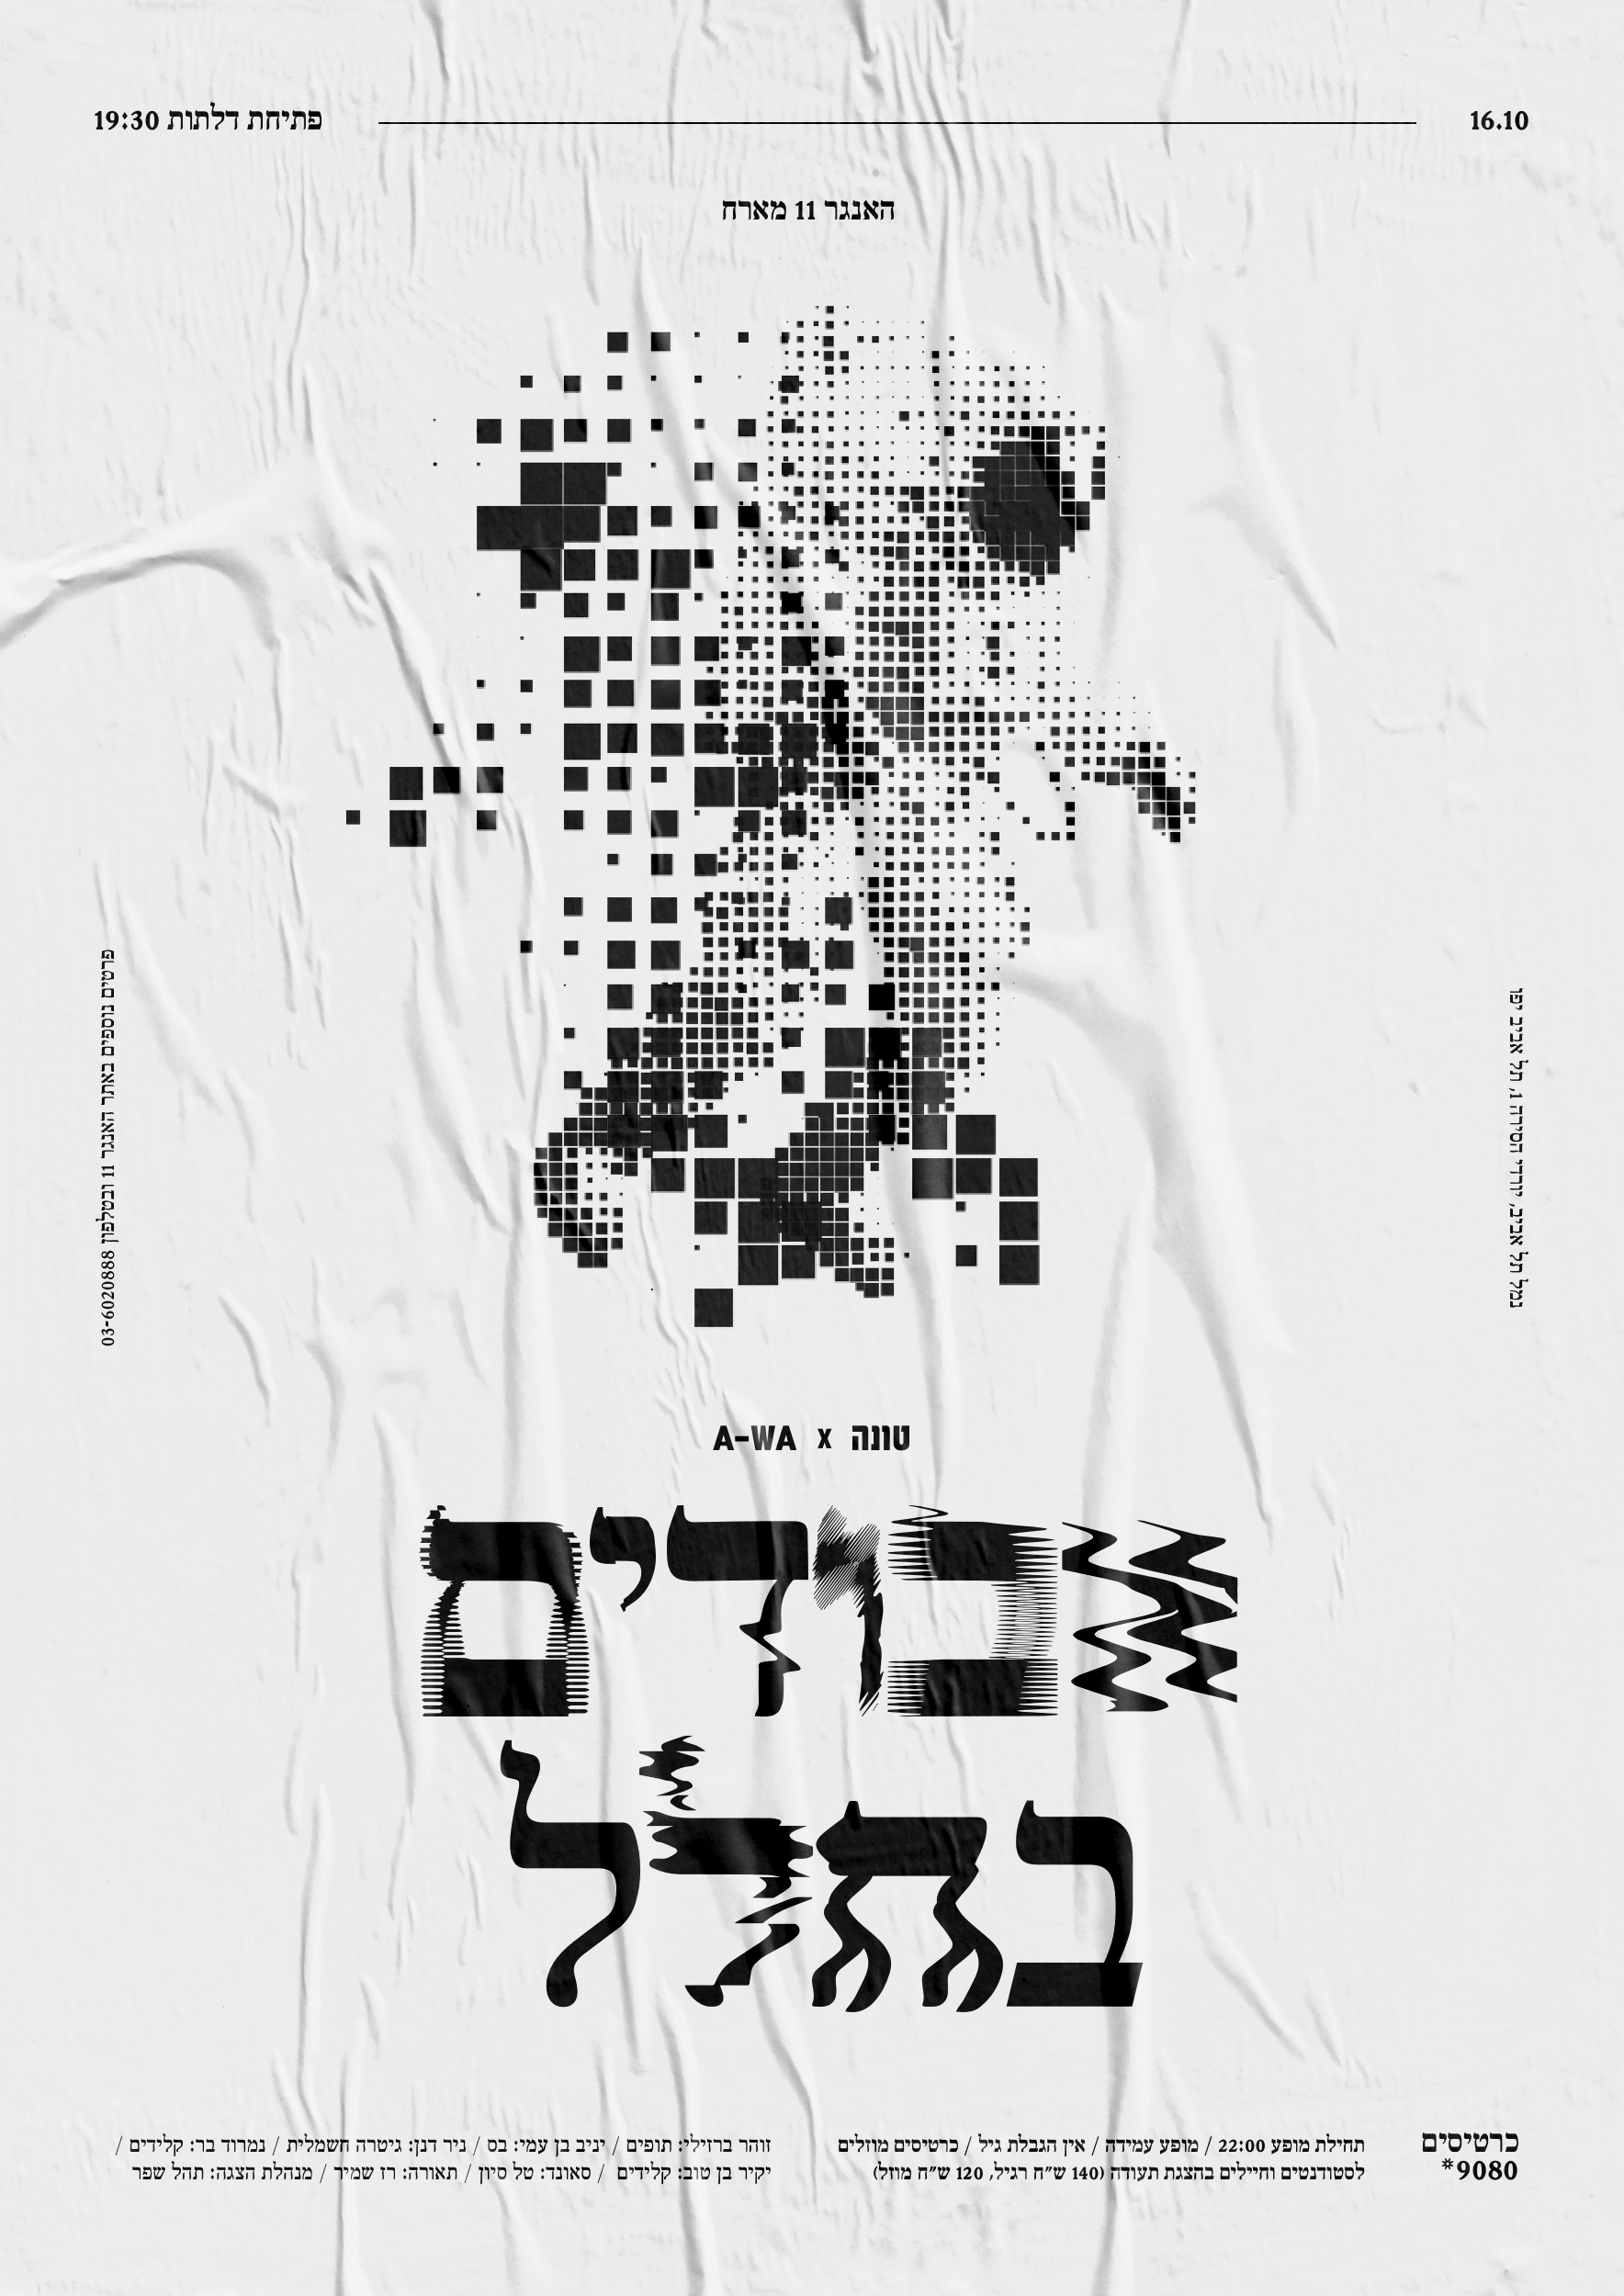 16.10
פתיחת דלתות 19:30
האנגר 11 מארח
נמל תל אביב, יורדי הסירה 1, תל אביב יפו
פרטים נוספים באתר האנגר 11 ובטלפון 03-6020888
טונה X A-WA
אבודים
בחלל
כרטיסים
9080*
תחילת מופע 22:00 / מופע עמידה / אין הגבלת גיל / כרטיסים מוזלים
לסטודנטים וחיילים בהצגת תעודה (140 ש״ח רגיל, 120 ש״ח מוזל)
זוהר ברזילי: תופים / יניב בן עמי: בס / ניר דנן: גיטרה חשמלית / נמרוד בר: קלידים /
יקיר בן טוב: קלידים / סאונד: טל סיון / תאורה: רז שמיר / מנהלת הצגה: תהל שפר